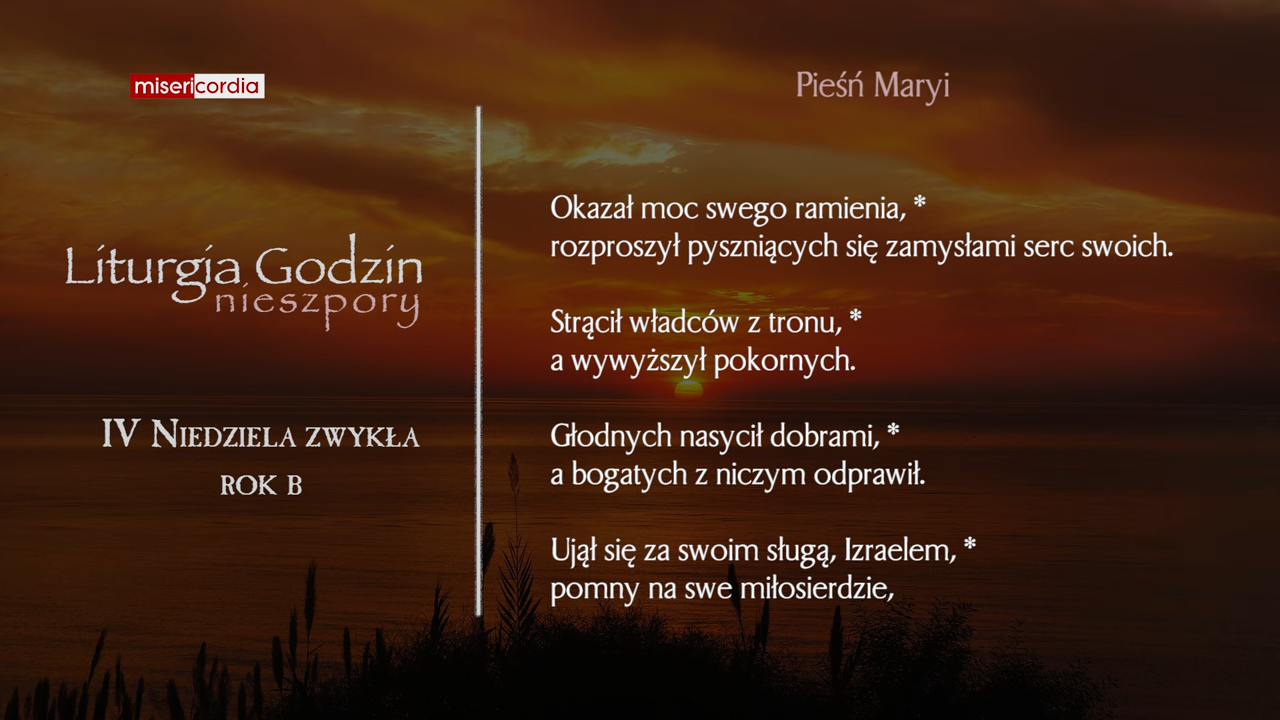 misericordia
Liturgia Godzin
nieszpory
IV Niedziela zwykła
rok B
Pieśń Maryi
Okazał moc swego ramienia, *
rozproszył pyszniących się zamysłami serc swoich.
Strącił władców z tronu, *
a wywyższył pokornych.
Głodnych nasycił dobrami, *
a bogatych z niczym odprawił.
Ujął się za swoim sługą, Izraelem, *
pomny na swe miłosierdzie,